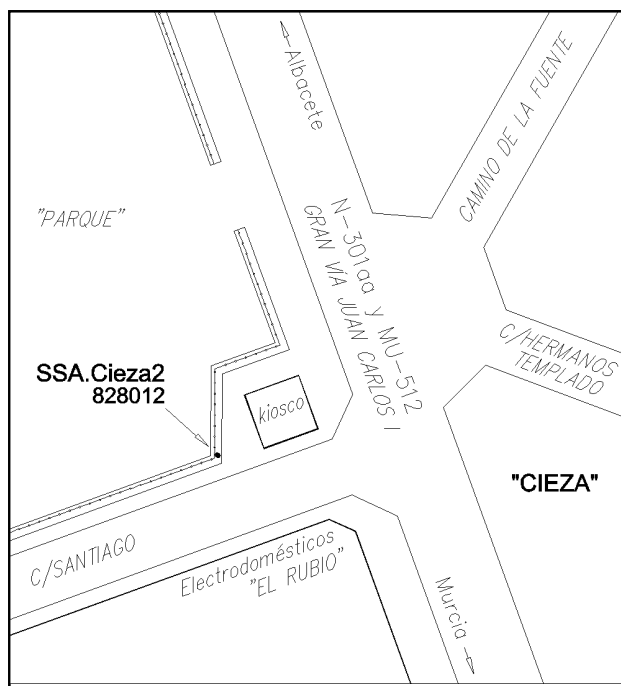 Albacete
CAMINO DE LA FUENTE
"PARQUE"
N-301aa y MU-512
GRAN VÍA JUAN CARLOS I
C/HERMANOS
TEMPLADO
SSA.Cieza2
828012
kiosco
"CIEZA"
C/SANTIAGO
Electrodomésticos
"EL RUBIO"
Murcia